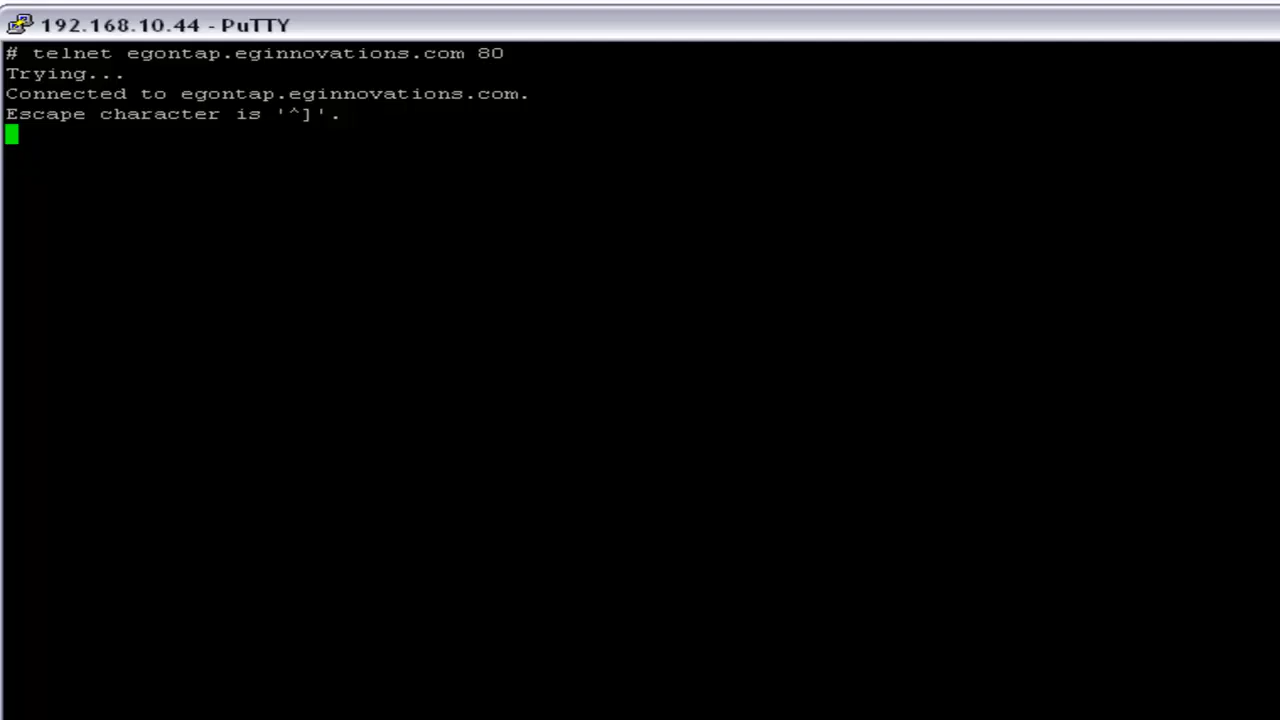 192.168.10.44 - PuTTY
# telnet egontap.eginnovations.com 80
Trying...
Connected to egontap.eginnovations.com.
Escape character is '^]'.